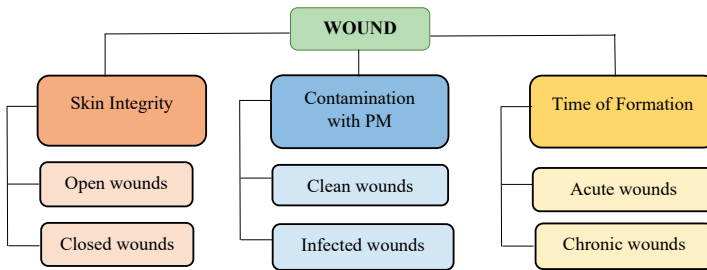 WOUND
Skin Integrity
Open wounds
Closed wounds
Contamination
with PM
Clean wounds
Infected wounds
Time of Formation
Acute wounds
Chronic wounds